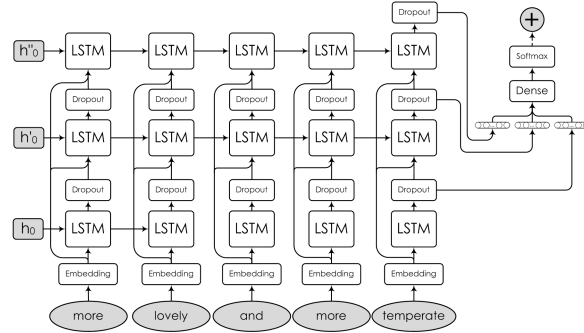 Dropout
+
h"0 LSTM LSTM LSTM LSTM LSTM Softmax
Dropout Dropout Dropout Dropout Dropout Dense
h'0 LSTM LSTM LSTM LSTM LSTM
Dropout Dropout Dropout Dropout Dropout
h0 LSTM LSTM LSTM LSTM LSTM
Embedding Embedding Embedding Embedding Embedding
more lovely and more temperate